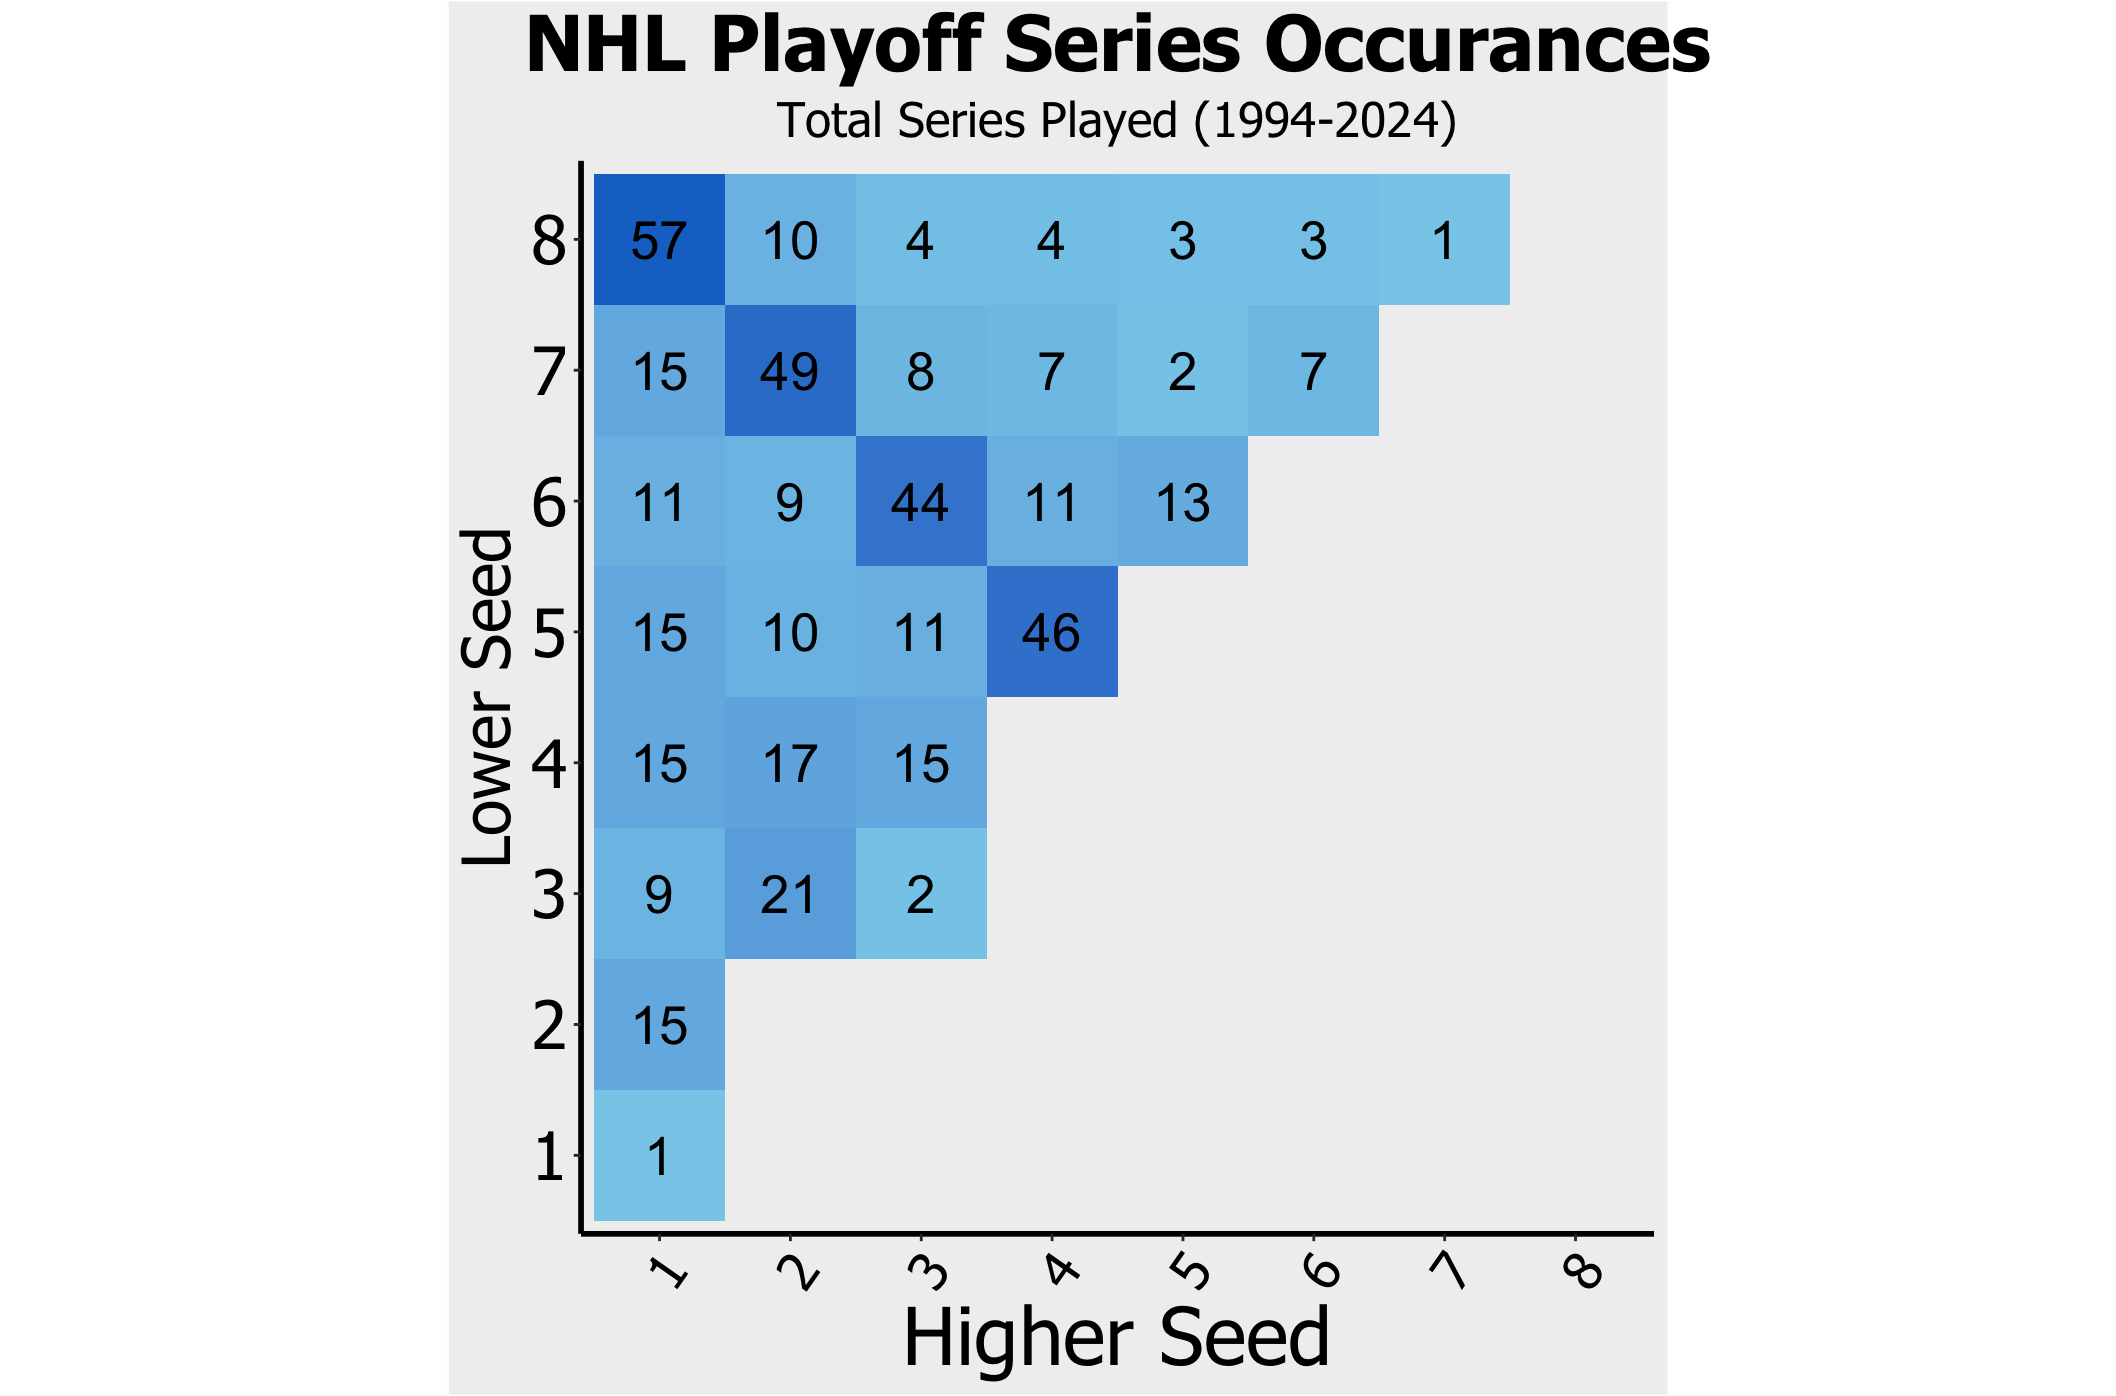 NHL Playoff Series Occurances
Total Series Played (1994-2024)
Lower Seed
8 57 10 4 4 3 3 1
7 15 49 8 7 2 7
6 11 9 44 11 13
5 15 10 11 46
4 15 17 15
3 9 21 2
2 15
1 1
1 2 3 4 5 6 7 8
Higher Seed